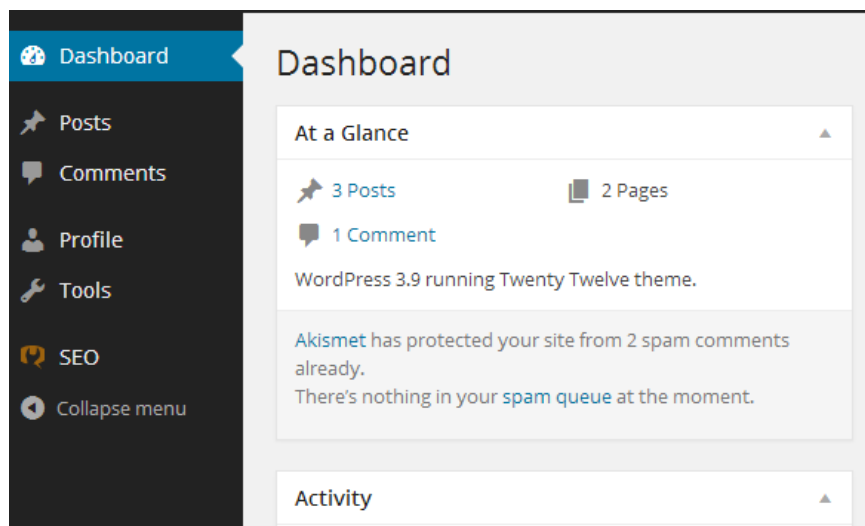 Dashboard
Posts
Comments
Profile
Tools
SEO
Collapse menu
Dashboard
At a Glance
3 Posts
2 Pages
1 Comment
WordPress 3.9 running Twenty Twelve theme.
Akismet has protected your site from 2 spam comments
already.
There's nothing in your spam queue at the moment.
Activity